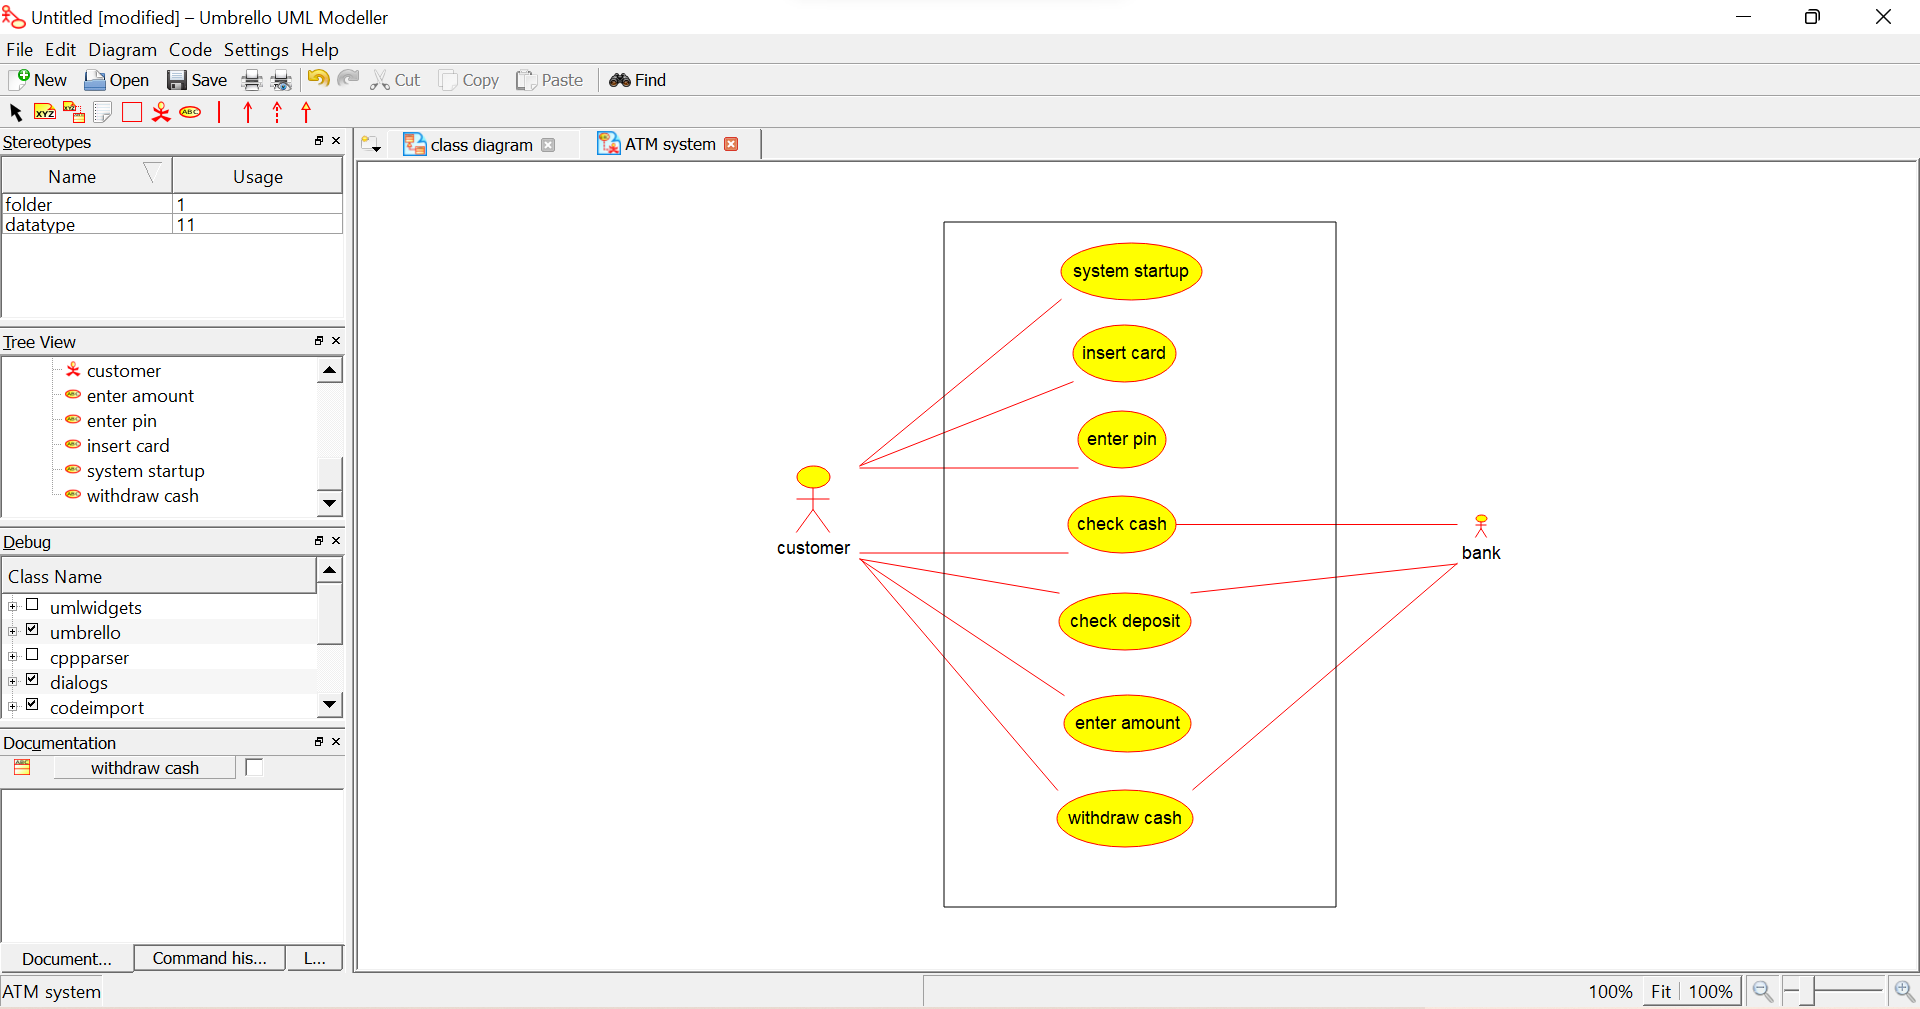 Untitled [modified] – Umbrello UML Modeller
File Edit Diagram Code Settings Help
New Open Save Cut Copy Paste Find
XYZ XYZ ABC
Stereotypes
Name Usage
folder 1
datatype 11
Tree View
customer
enter amount
enter pin
insert card
system startup
withdraw cash
Debug
Class Name
umlwidgets
umbrello
cppparser
dialogs
codeimport
Documentation
ABC withdraw cash
Document... Command his... L...
class diagram ATM system
system startup
insert card
enter pin
customer
check cash
bank
check deposit
enter amount
withdraw cash
ATM system
100% Fit 100%